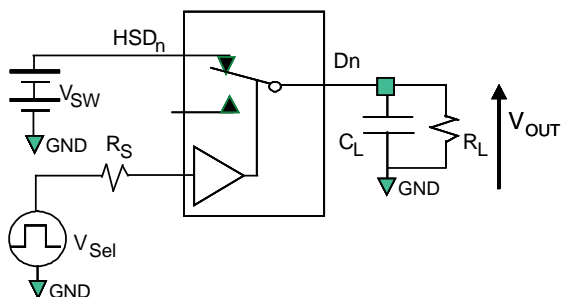 HSDn
Dn
VSW
GND
RS
CL
RL
VOUT
GND
VSel
GND